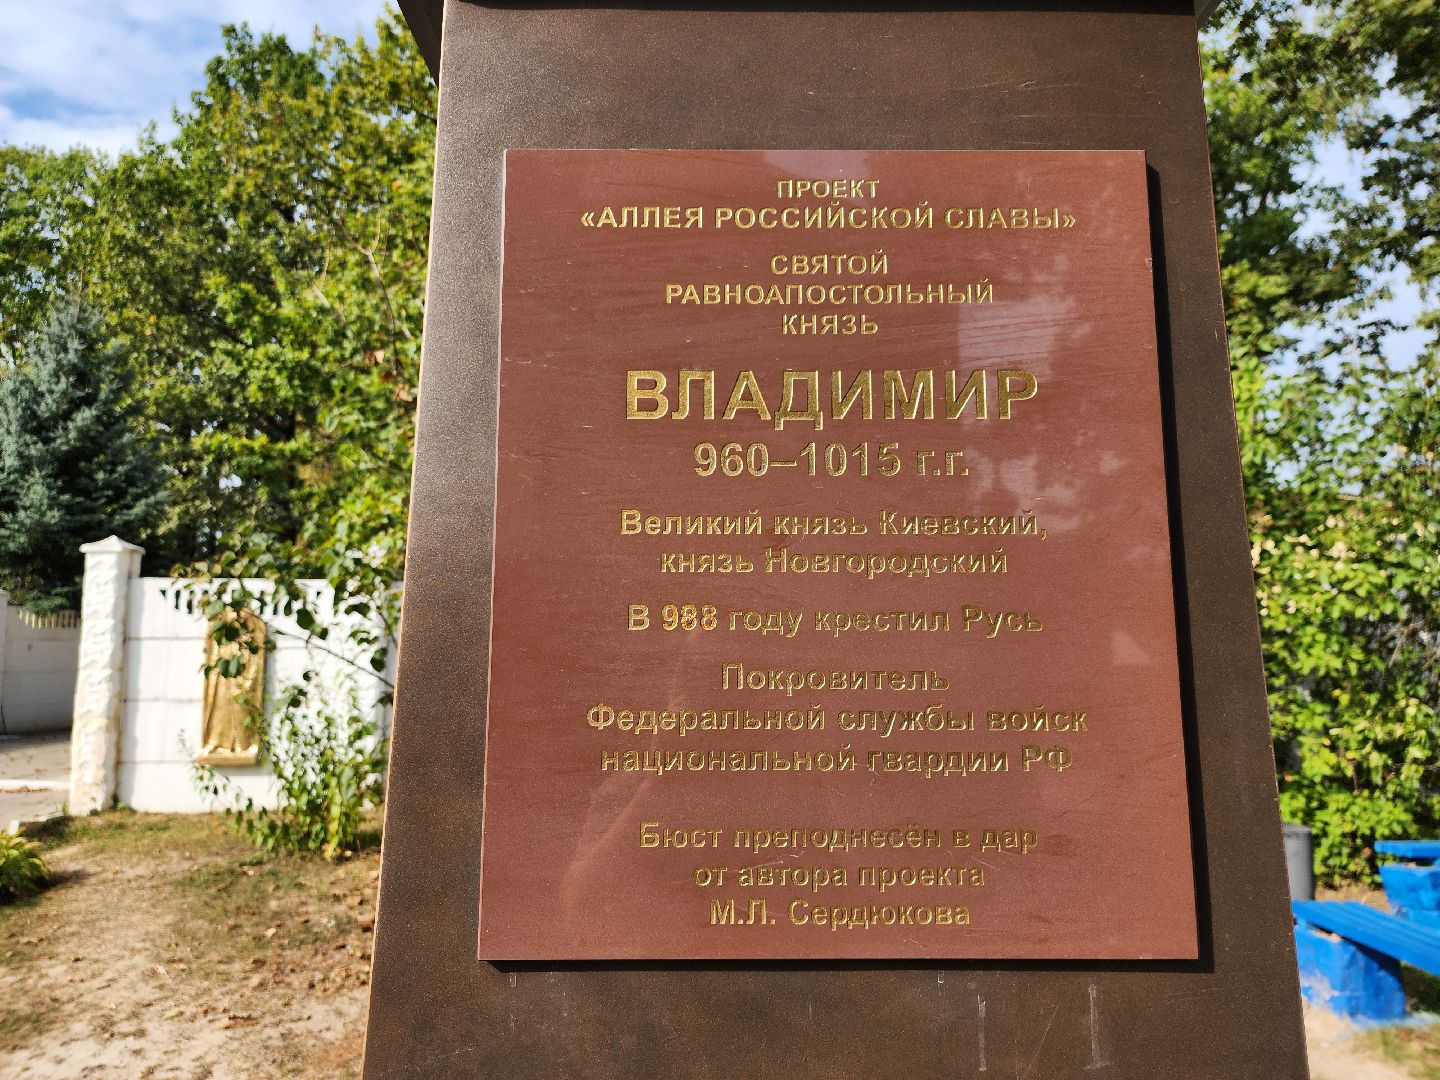 ПРОЕКТ
«АЛЛЕЯ РОССИЙСКОЙ СЛАВЫ»
СВЯТОЙ
РАВНОАПОСТОЛЬНЫЙ
КНЯЗЬ
ВЛАДИМИР
960–1015 г.г.
Великий князь Киевский,
князь Новгородский
В 988 году крестил Русь
Покровитель
Федеральной службы войск
национальной гвардии РФ
Бюст преподнесён в дар
от автора проекта
М.Л. Сердюкова